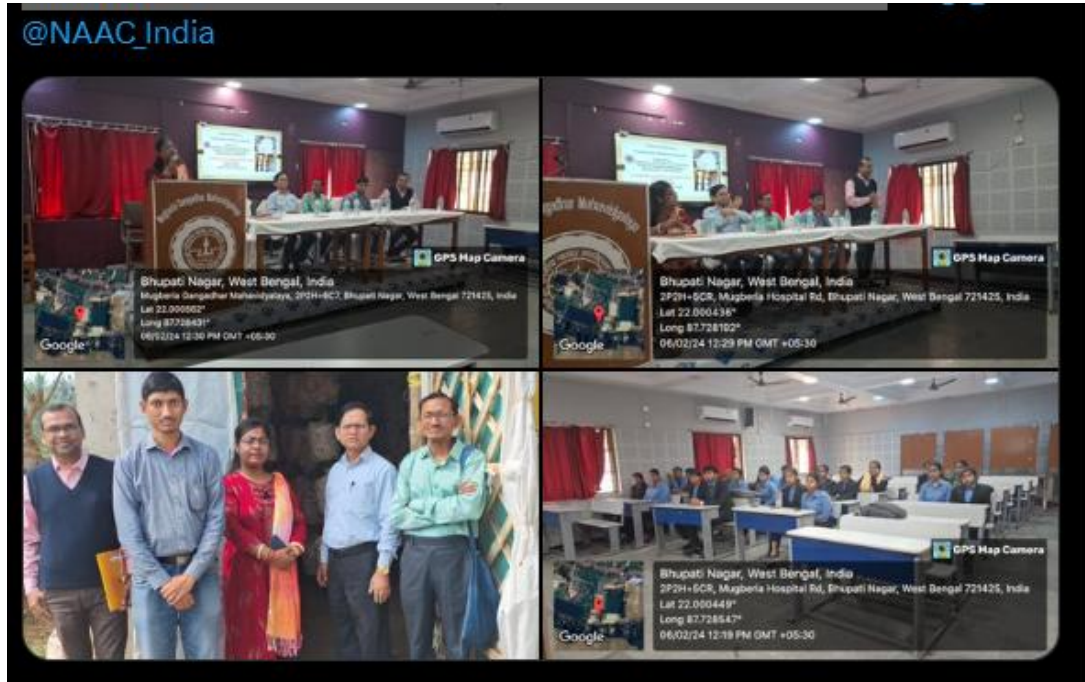 @NAAC_India
GPS Map Camera
Bhupati Nagar, West Bengal, India
Mugberia Gangadhar Mahavidyalaya, 2P2H+5C7, Bhupati Nagar, West Bengal 721425, India
Lat 22.000562°
Long 87.728431°
06/02/24 12:30 PM GMT +05:30
Google
GPS Map Camera
Bhupati Nagar, West Bengal, India
2P2H+5CR, Mugberia Hospital Rd, Bhupati Nagar, West Bengal 721425, India
Lat 22.000436°
Long 87.728192°
06/02/24 12:29 PM GMT +05:30
Google
GPS Map Camera
Bhupati Nagar, West Bengal, India
2P2H+5CR, Mugberia Hospital Rd, Bhupati Nagar, West Bengal 721425, India
Lat 22.000449°
Long 87.728547°
06/02/24 12:19 PM GMT +05:30
Google